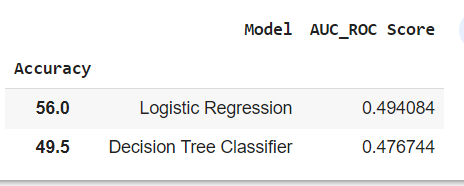 Model AUC_ROC Score
Accuracy
56.0 Logistic Regression 0.494084
49.5 Decision Tree Classifier 0.476744